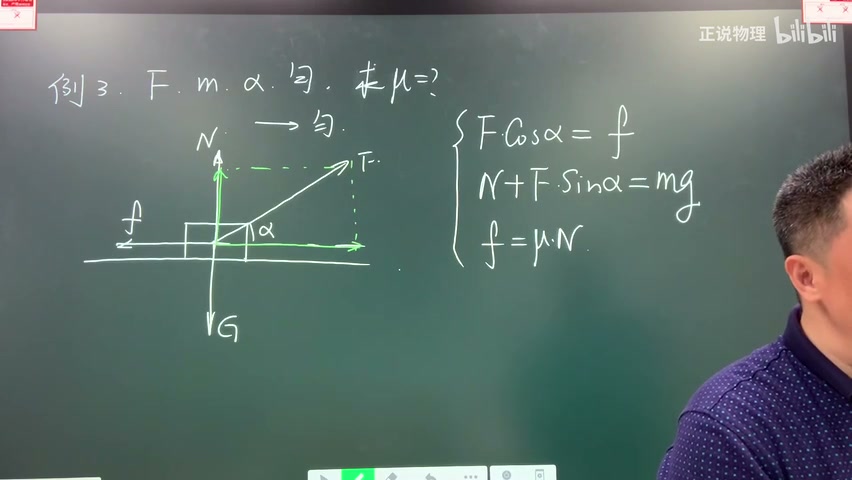 正说物理 bilibili
例3. F. m. α. 匀. 求μ=?
N. → 匀.
F.
f
α
G
F·Cosα = f
N+F·Sinα=mg
f=μ·N.